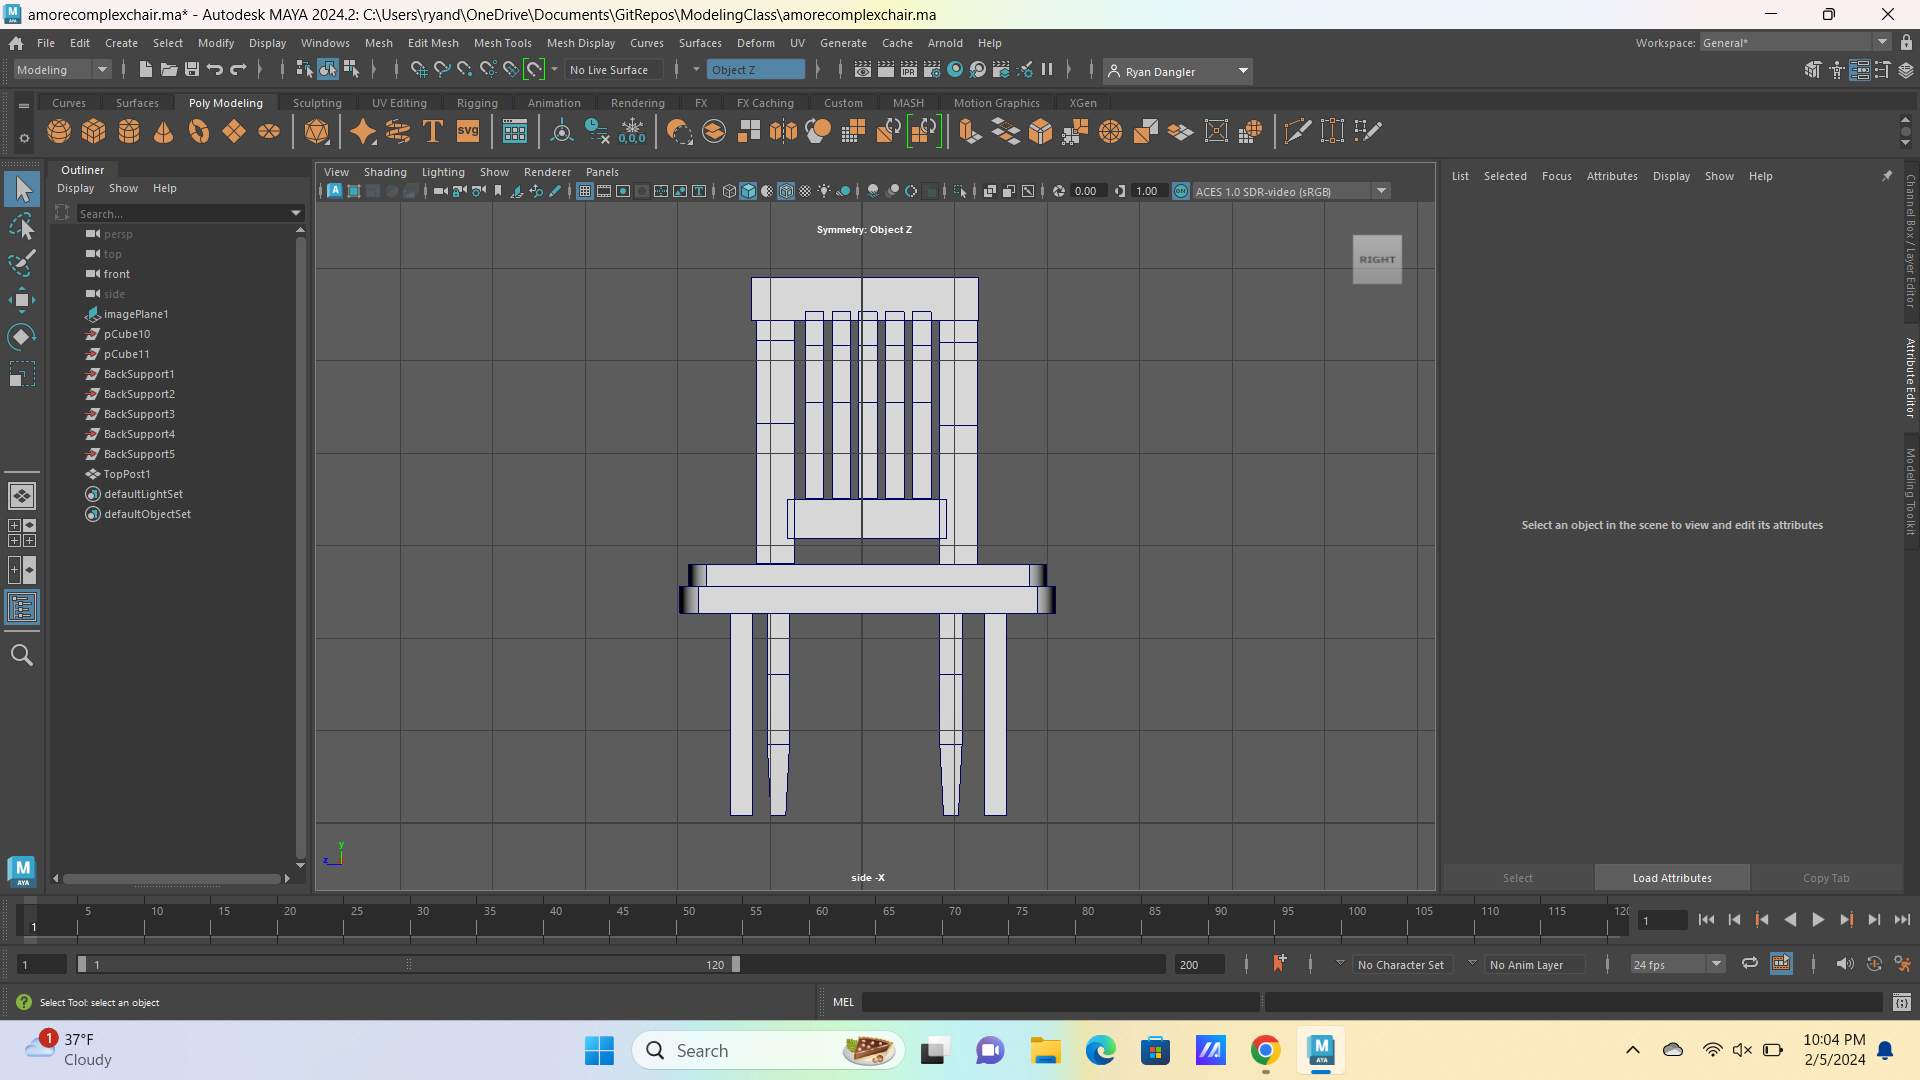 amorecomplexchair.ma* - Autodesk MAYA 2024.2: C:\Users\ryand\OneDrive\Documents\GitRepos\ModelingClass\amorecomplexchair.ma
File Edit Create Select Modify Display Windows Mesh Edit Mesh Mesh Tools Mesh Display Curves Surfaces Deform UV Generate Cache Arnold Help Workspace: General*
Modeling No Live Surface Object Z IPR Ryan Dangler
Curves Surfaces Poly Modeling Sculpting UV Editing Rigging Animation Rendering FX FX Caching Custom MASH Motion Graphics XGen
T SVG 0,0,0
Outliner
Display Show Help
Search...
persp
top
front
side
imagePlane1
pCube10
pCube11
BackSupport1
BackSupport2
BackSupport3
BackSupport4
BackSupport5
TopPost1
defaultLightSet
defaultObjectSet
View Shading Lighting Show Renderer Panels
0.00 1.00 ON ACES 1.0 SDR-video (sRGB)
Symmetry: Object Z
RIGHT
y
z
side -X
List Selected Focus Attributes Display Show Help
Select an object in the scene to view and edit its attributes
Select Load Attributes Copy Tab
Channel Box / Layer Editor
Attribute Editor
Modeling Toolkit
M
AYA
5 10 15 20 25 30 35 40 45 50 55 60 65 70 75 80 85 90 95 100 105 110 115 120
1 1
1 1 120 200 No Character Set No Anim Layer 24 fps
Select Tool: select an object MEL
1 37°F
Cloudy
Search
10:04 PM
2/5/2024